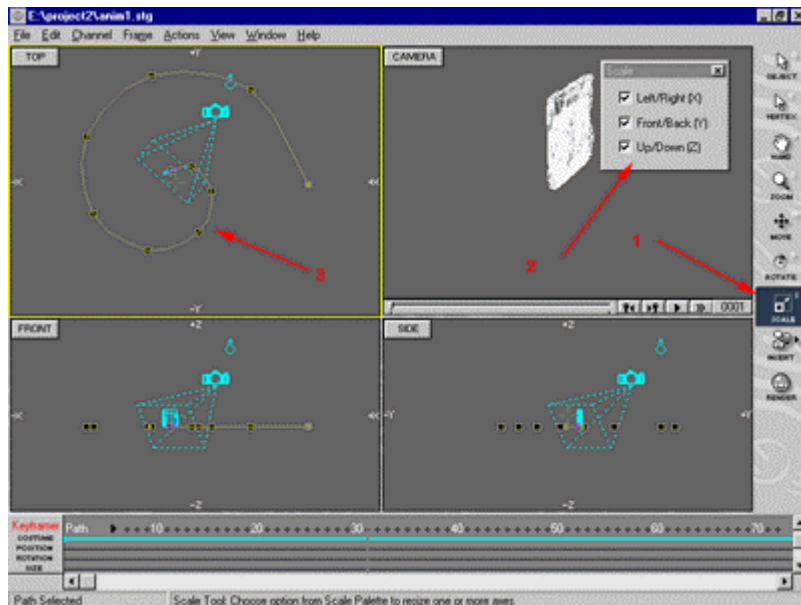 E:\project2\anim1.stg
File Edit Channel Frame Actions View Window Help
TOP
+Y
-X
-Y
CAMERA
Scale
Left/Right (X)
Front/Back (Y)
Up/Down (Z)
1
2
3
0001
OBJECT
VERTEX
HAND
ZOOM
MOVE
ROTATE
SCALE
INSERT
RENDER
FRONT
+Z
-X
-Z
SIDE
+Z
-Y
+Y
-Z
Keyframer Path 10 20 30 40 50 60 70
COSTUME
POSITION
ROTATION
SIZE
Path Selected Scale Tool: Choose option from Scale Palette to resize one or more axes